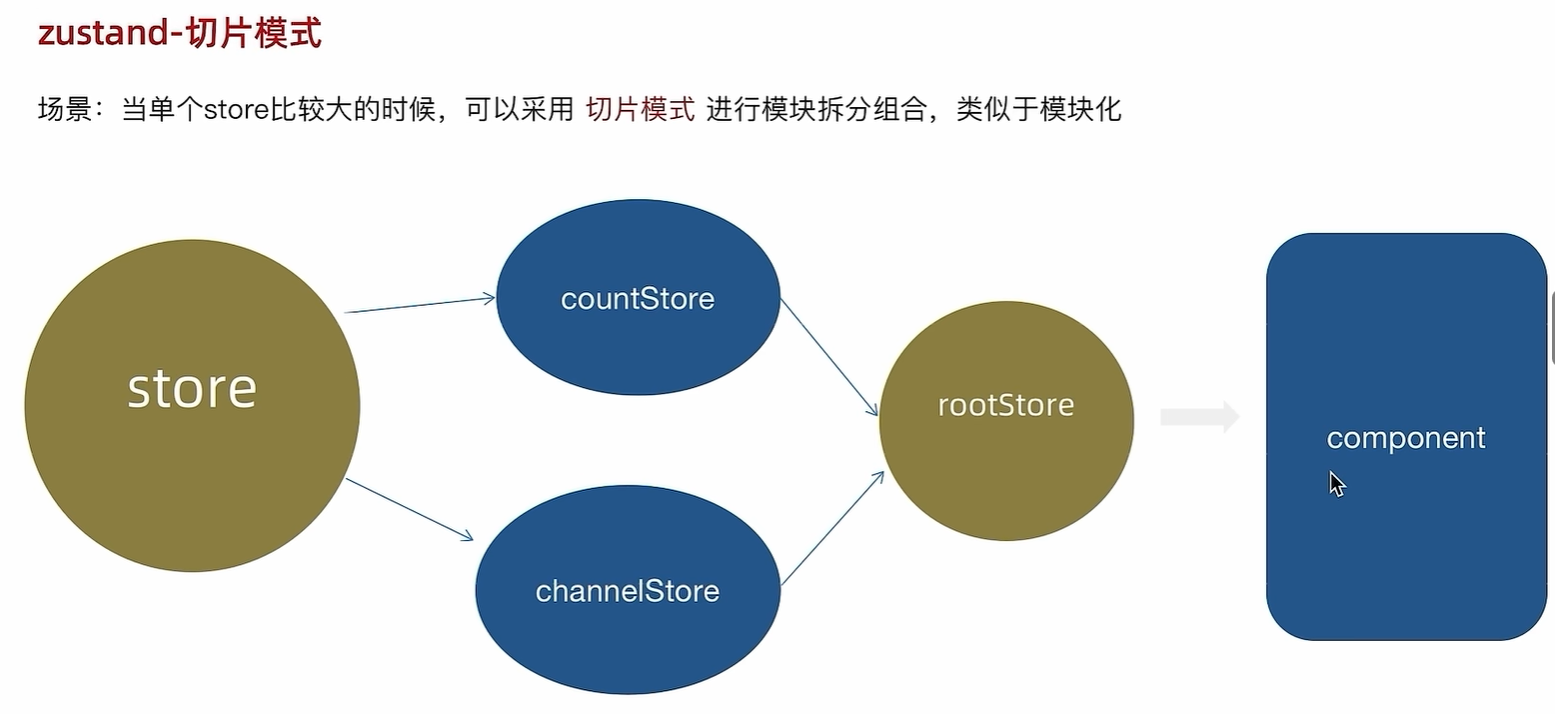 zustand-切片模式
场景：当单个store比较大的时候，可以采用 切片模式 进行模块拆分组合，类似于模块化
store
countStore
channelStore
rootStore
component